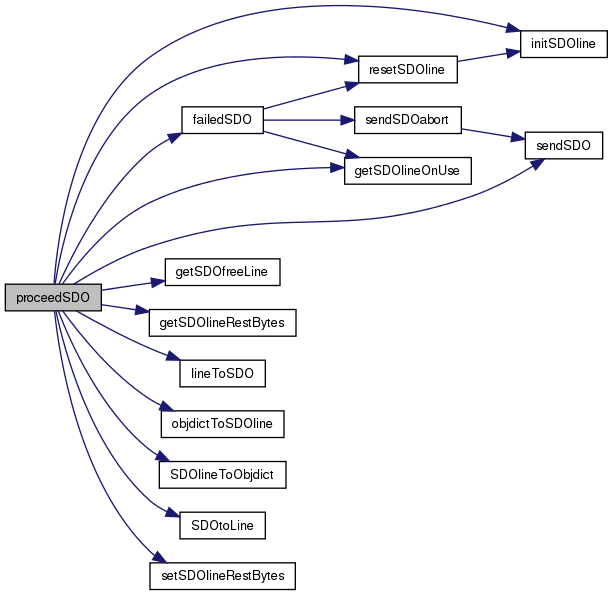 initSDOline
resetSDOline
failedSDO
sendSDOabort
sendSDO
getSDOlineOnUse
getSDOfreeLine
proceedSDO
getSDOlineRestBytes
lineToSDO
objdictToSDOline
SDOlineToObjdict
SDOtoLine
setSDOlineRestBytes